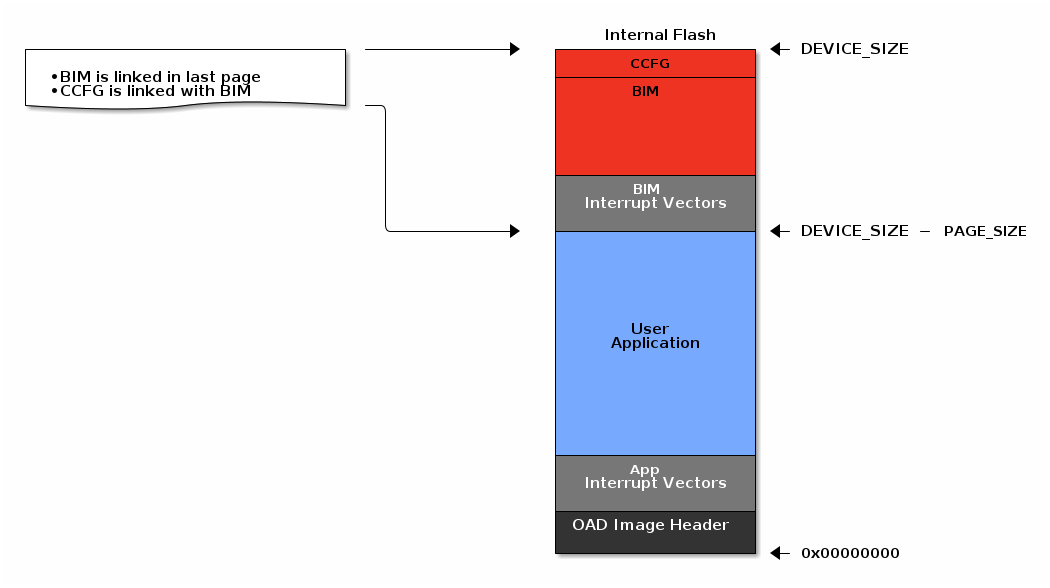 Internal Flash
•BIM is linked in last page
•CCFG is linked with BIM
DEVICE_SIZE
CCFG
BIM
BIM
Interrupt Vectors
DEVICE_SIZE – PAGE_SIZE
User
Application
App
Interrupt Vectors
OAD Image Header
0x00000000